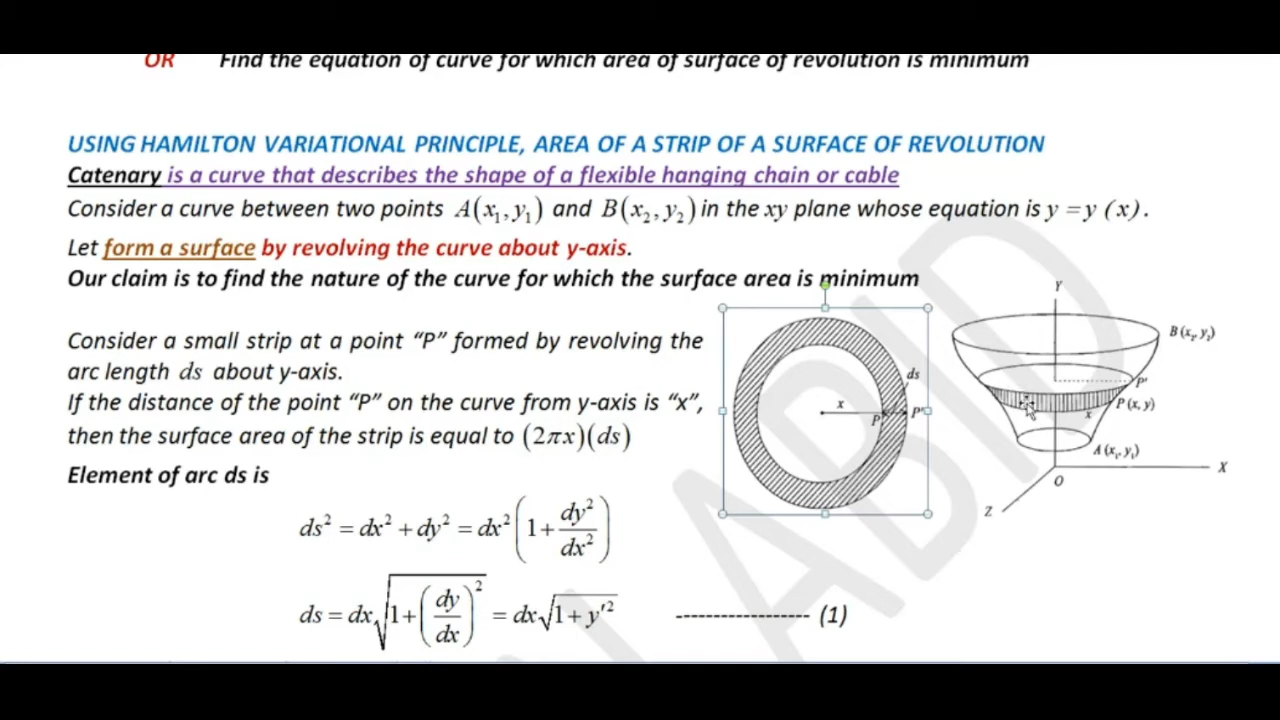 OR Find the equation of curve for which area of surface of revolution is minimum
USING HAMILTON VARIATIONAL PRINCIPLE, AREA OF A STRIP OF A SURFACE OF REVOLUTION
Catenary is a curve that describes the shape of a flexible hanging chain or cable
Consider a curve between two points A(x₁,y₁) and B(x₂,y₂) in the xy plane whose equation is y = y (x).
Let form a surface by revolving the curve about y-axis.
Our claim is to find the nature of the curve for which the surface area is minimum
Consider a small strip at a point “P” formed by revolving the
arc length ds about y-axis.
If the distance of the point “P” on the curve from y-axis is “x”,
then the surface area of the strip is equal to (2πx)(ds)
Element of arc ds is
ds² = dx² + dy² = dx² (1 + dy²/dx²)
ds = dx √(1 + (dy/dx)²) = dx √(1 + y′²) ------------------ (1)
ds
x
P
P'
Y
B (x₂, y₂)
P'
P (x, y)
x
A (x₁, y₁)
X
O
Z
ABID